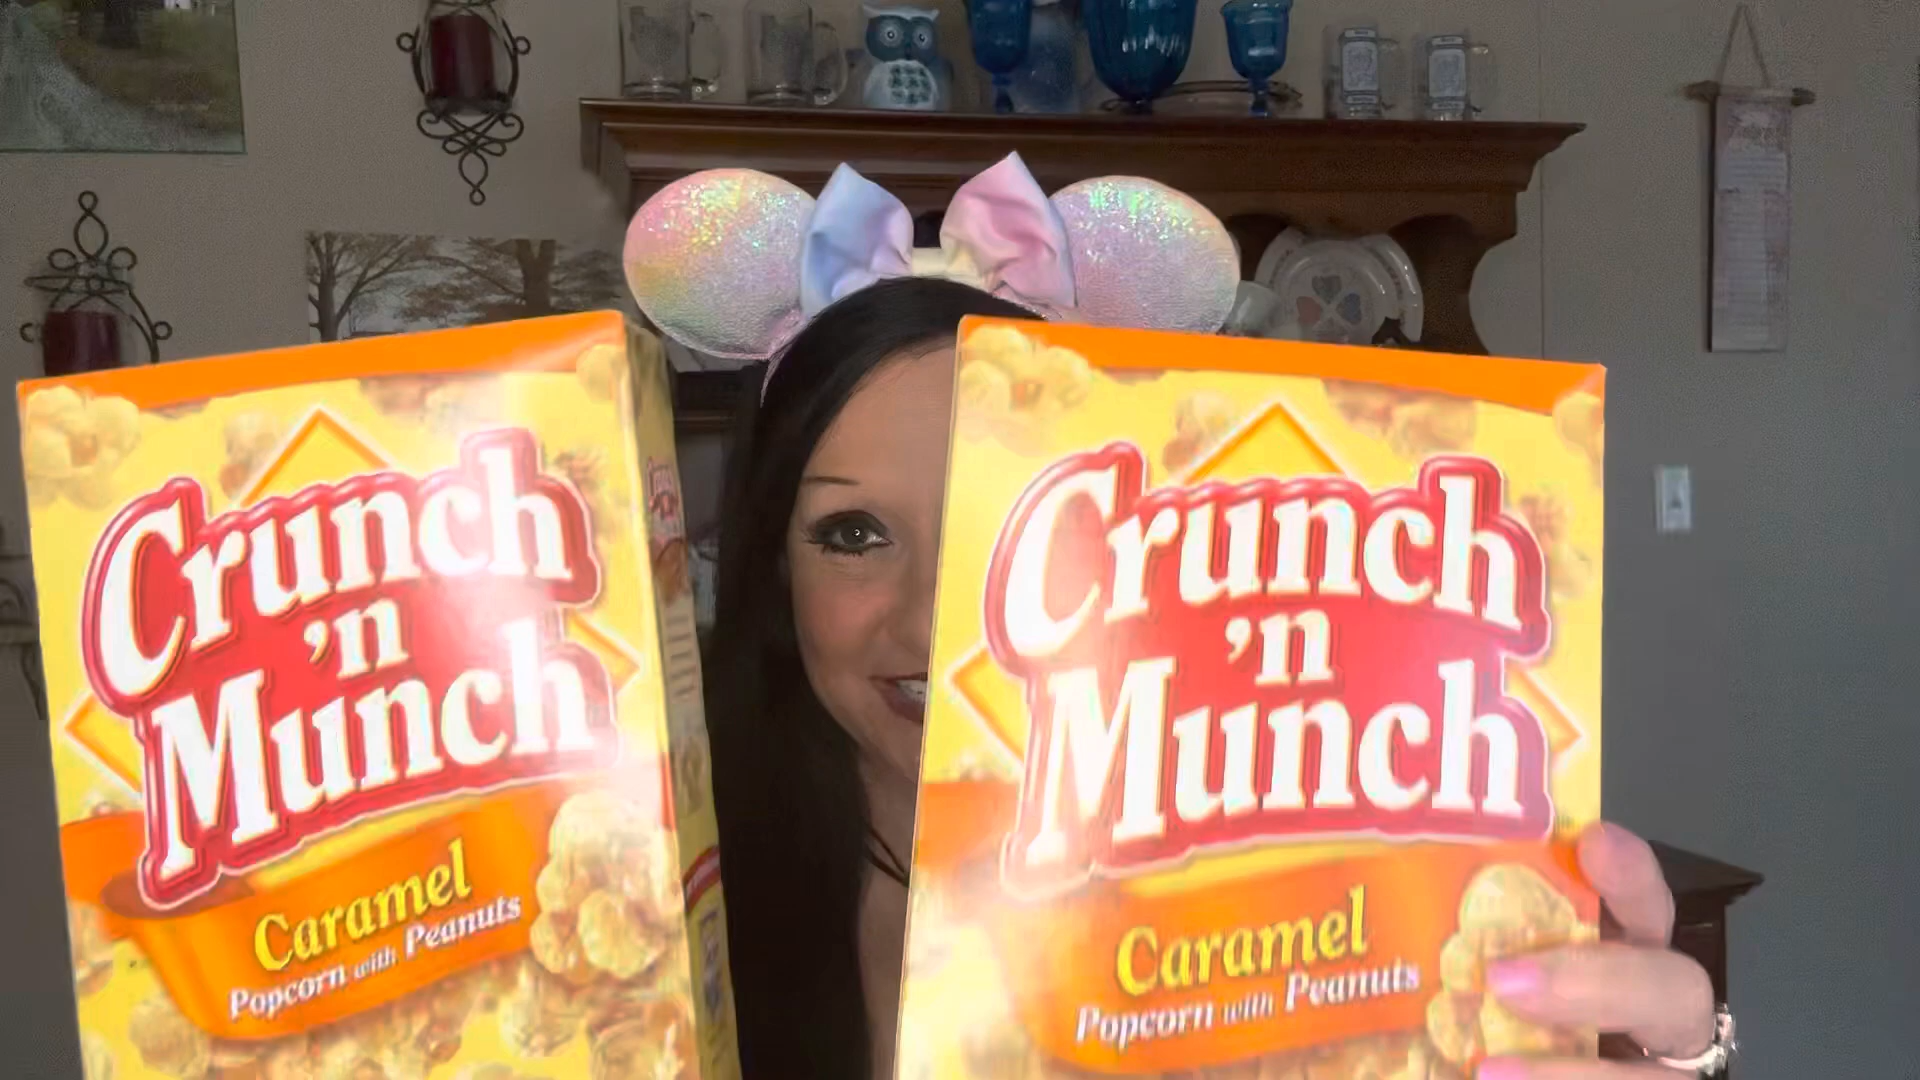 Crunch
'n
Munch
Caramel
Popcorn with Peanuts
Crunch
'n
Munch
Caramel
Popcorn with Peanuts